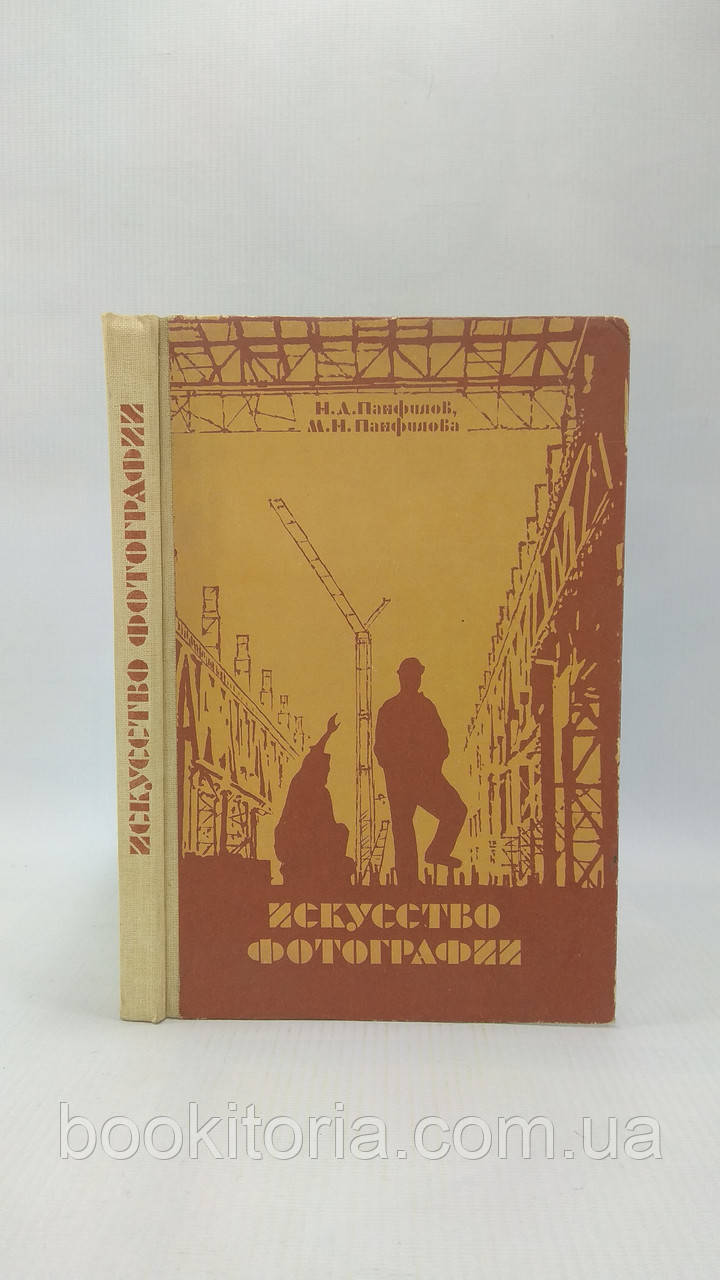 Н.Д.Панфилов,
М.Н.Панфилова
ИСКУССТВО ФОТОГРАФИИ
ИСКУССТВО
ФОТОГРАФИИ
bookitoria.com.ua